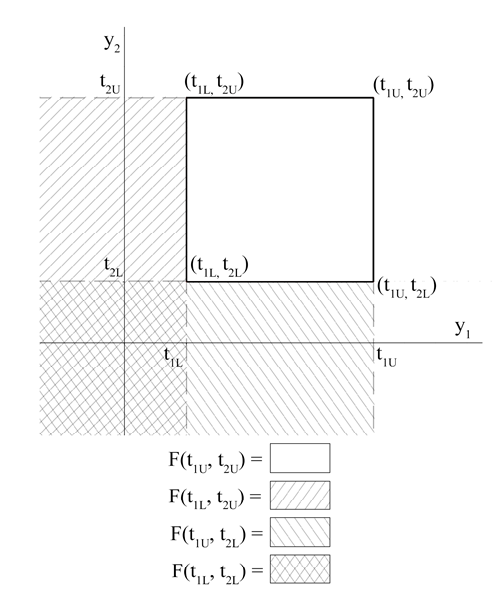 y₂
t₂U (t₁L, t₂U) (t₁U, t₂U)
t₂L (t₁L, t₂L) (t₁U, t₂L)
y₁
t₁L t₁U
F(t₁U, t₂U) =
F(t₁L, t₂U) =
F(t₁U, t₂L) =
F(t₁L, t₂L) =